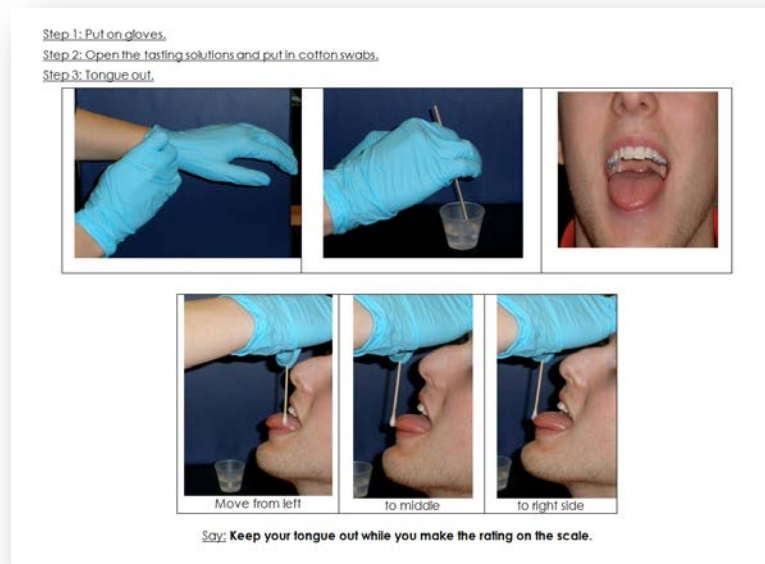 Step 1: Put on gloves.
Step 2: Open the tasting solutions and put in cotton swabs.
Step 3: Tongue out.
Move from left
to middle
to right side
Say: Keep your tongue out while you make the rating on the scale.